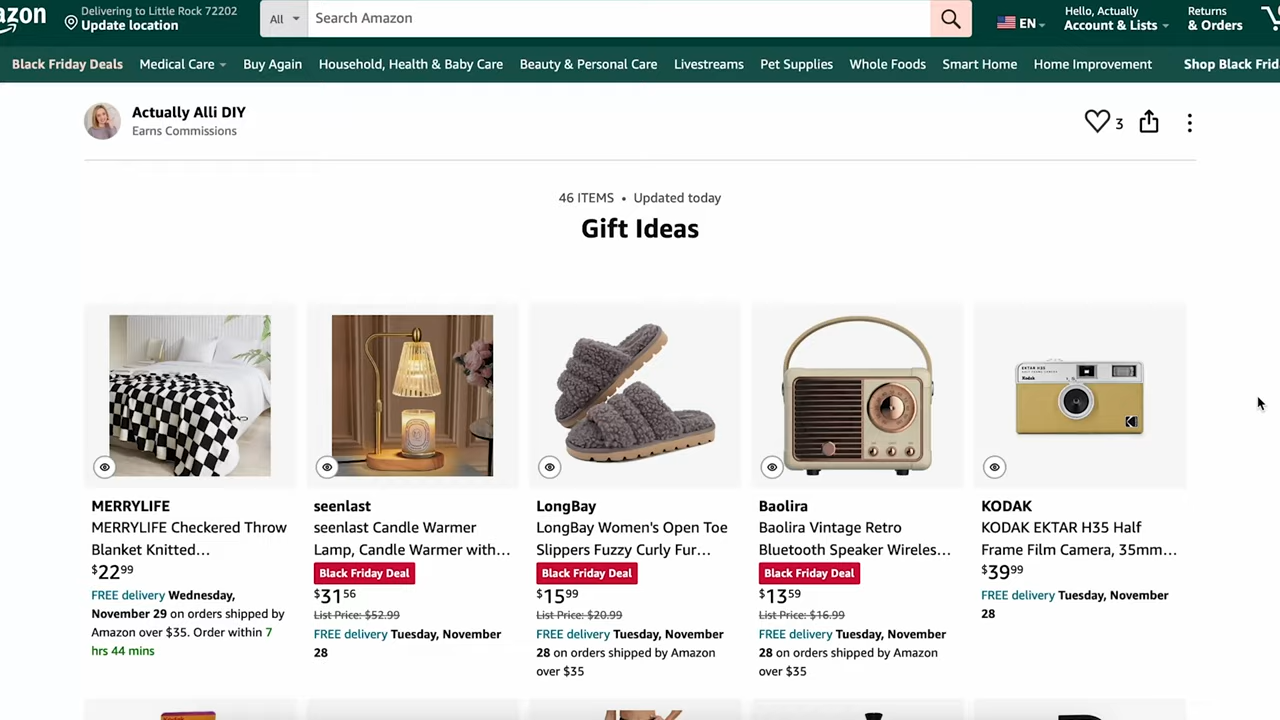 azon
Delivering to Little Rock 72202
Update location
All
Search Amazon
EN
Hello, Actually
Account & Lists
Returns
& Orders
Black Friday Deals
Medical Care
Buy Again
Household, Health & Baby Care
Beauty & Personal Care
Livestreams
Pet Supplies
Whole Foods
Smart Home
Home Improvement
Shop Black Frid
Actually Alli DIY
Earns Commissions
3
46 ITEMS • Updated today
Gift Ideas
EKTAR H35
Kodak
MERRYLIFE
MERRYLIFE Checkered Throw
Blanket Knitted…
$22.99
FREE delivery Wednesday,
November 29 on orders shipped by
Amazon over $35. Order within 7
hrs 44 mins
seenlast
seenlast Candle Warmer
Lamp, Candle Warmer with…
Black Friday Deal
$31.56
List Price: $52.99
FREE delivery Tuesday, November
28
LongBay
LongBay Women's Open Toe
Slippers Fuzzy Curly Fur…
Black Friday Deal
$15.99
List Price: $20.99
FREE delivery Tuesday, November
28 on orders shipped by Amazon
over $35
Baolira
Baolira Vintage Retro
Bluetooth Speaker Wireles…
Black Friday Deal
$13.59
List Price: $16.99
FREE delivery Tuesday, November
28 on orders shipped by Amazon
over $35
KODAK
KODAK EKTAR H35 Half
Frame Film Camera, 35mm…
$39.99
FREE delivery Tuesday, November
28